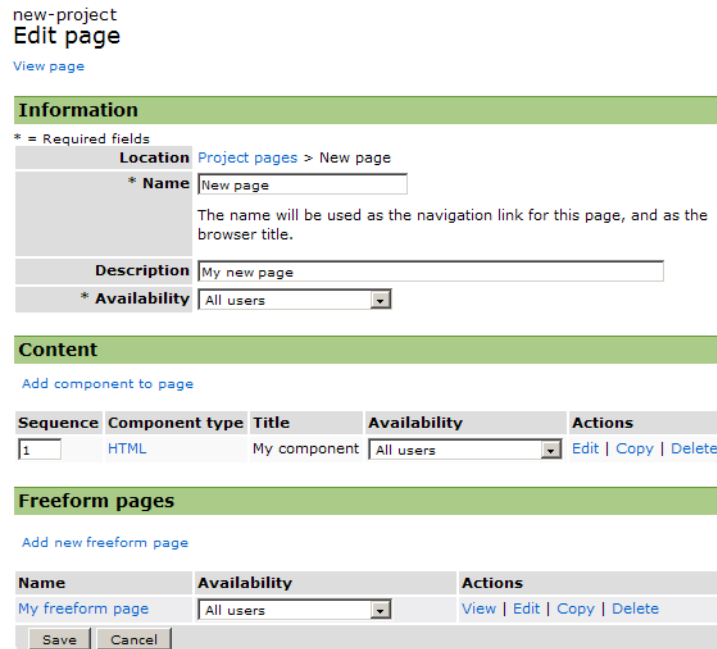 new-project
Edit page
View page
Information
* = Required fields
Location Project pages > New page
* Name New page
The name will be used as the navigation link for this page, and as the
browser title.
Description My new page
* Availability All users
Content
Add component to page
Sequence Component type Title Availability Actions
1 HTML My component All users Edit | Copy | Delete
Freeform pages
Add new freeform page
Name Availability Actions
My freeform page All users View | Edit | Copy | Delete
Save Cancel